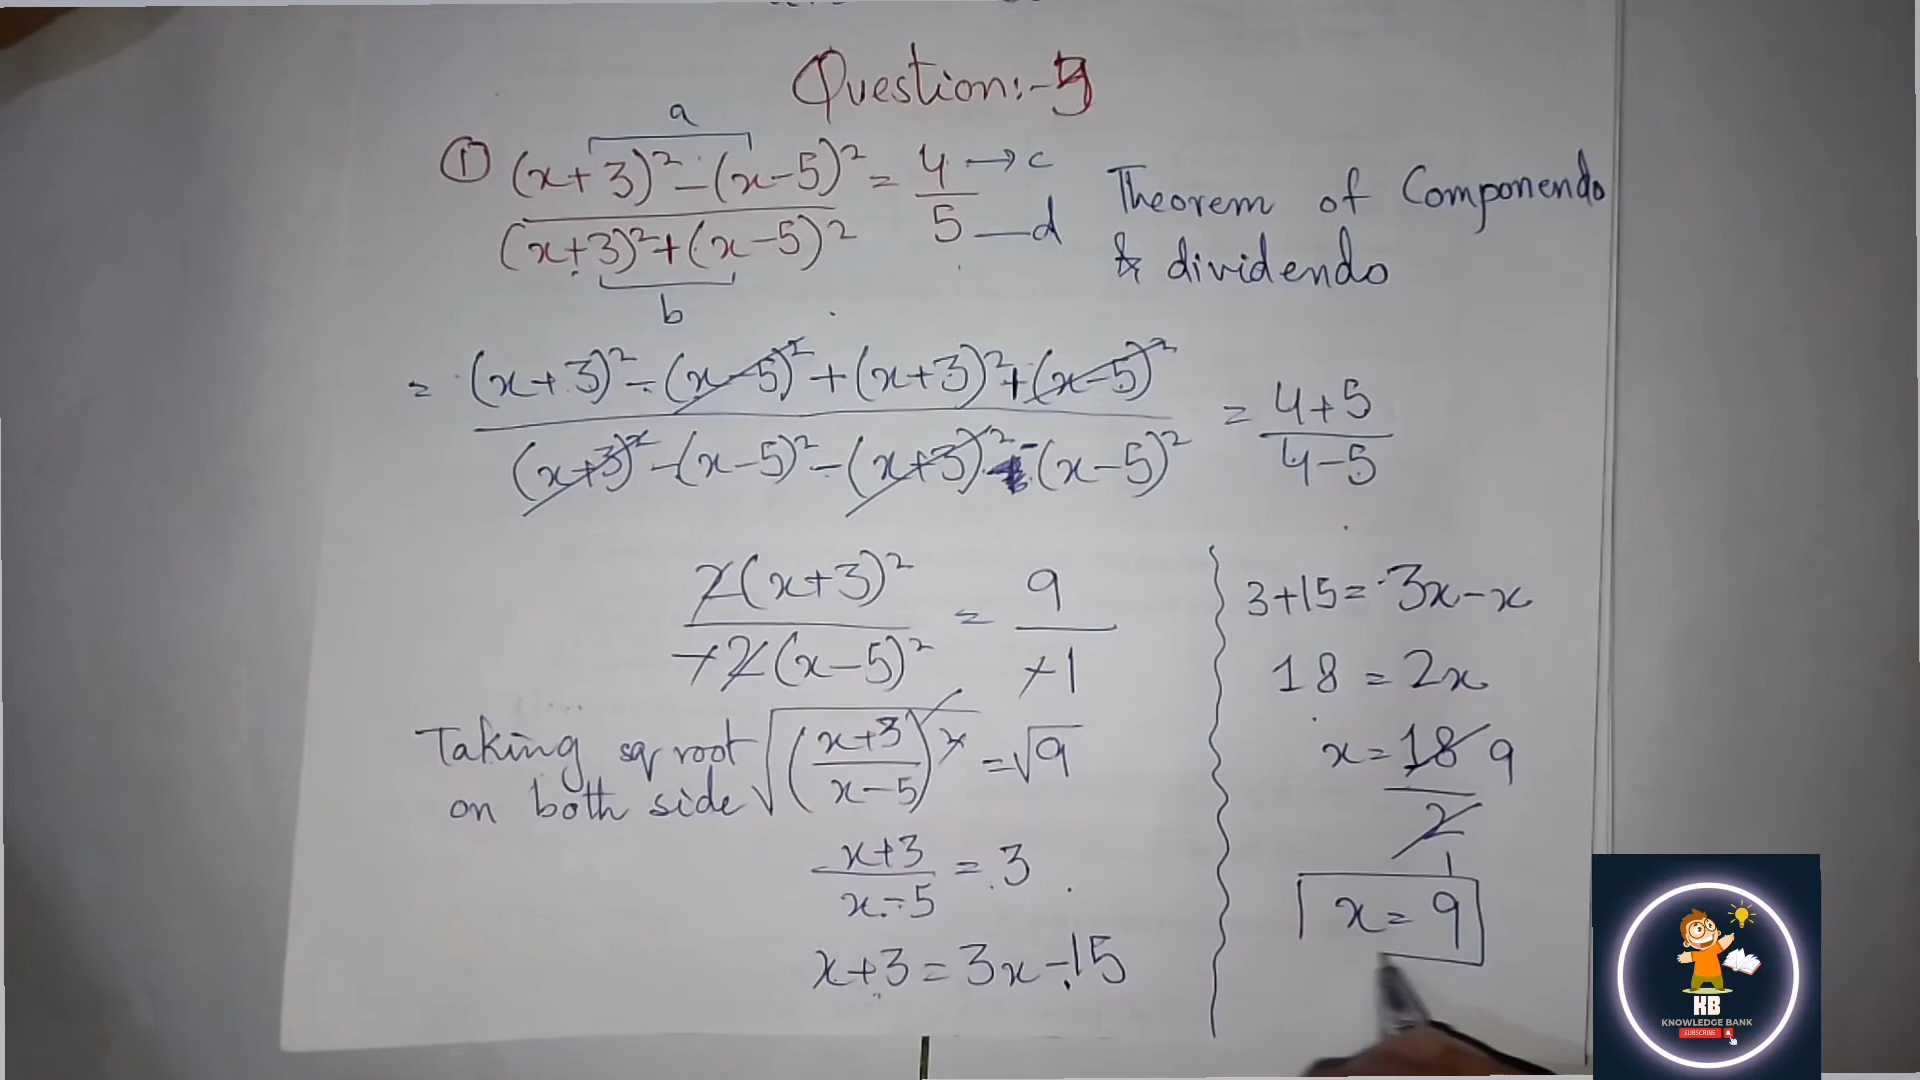 Question:-9
a
① (x+3)² - (x-5)² = 4 → c
(x+3)² + (x-5)² 5 — d
b
Theorem of Componendo
& dividendo
= (x+3)² - (x-5)² + (x+3)² + (x-5)² = 4+5
(x+3)² - (x-5)² - (x+3)² - (x-5)² 4-5
2(x+3)² = 9
-2(x-5)² -1
Taking sq root √(x+3/x-5)² = √9
on both side
x+3 = 3
x-5
x+3 = 3x-15
3+15 = 3x-x
18 = 2x
x = 18 9
2
1
x = 9
KB
KNOWLEDGE BANK
SUBSCRIBE